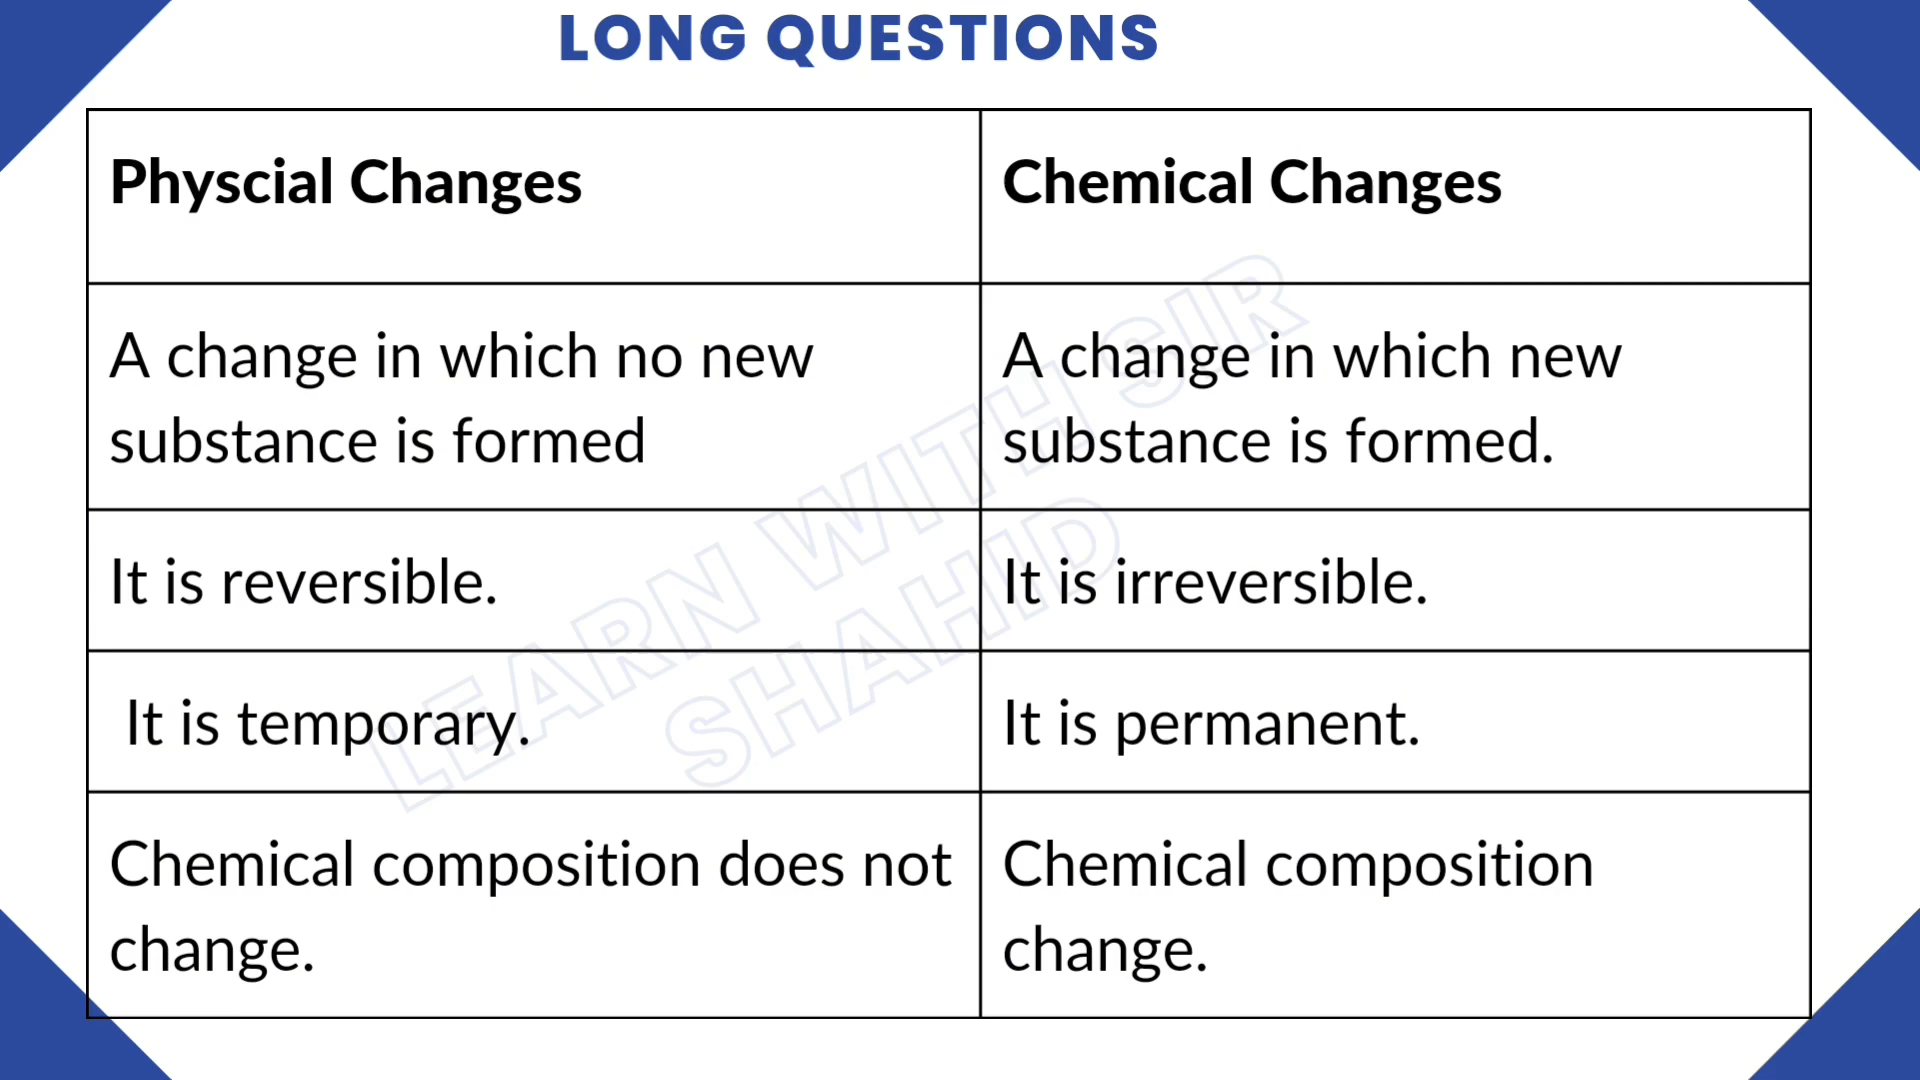 LONG QUESTIONS
Physcial Changes
Chemical Changes
A change in which no new
substance is formed
A change in which new
substance is formed.
It is reversible.
It is irreversible.
It is temporary.
It is permanent.
Chemical composition does not
change.
Chemical composition
change.
LEARN WITH SIR
SHAHID